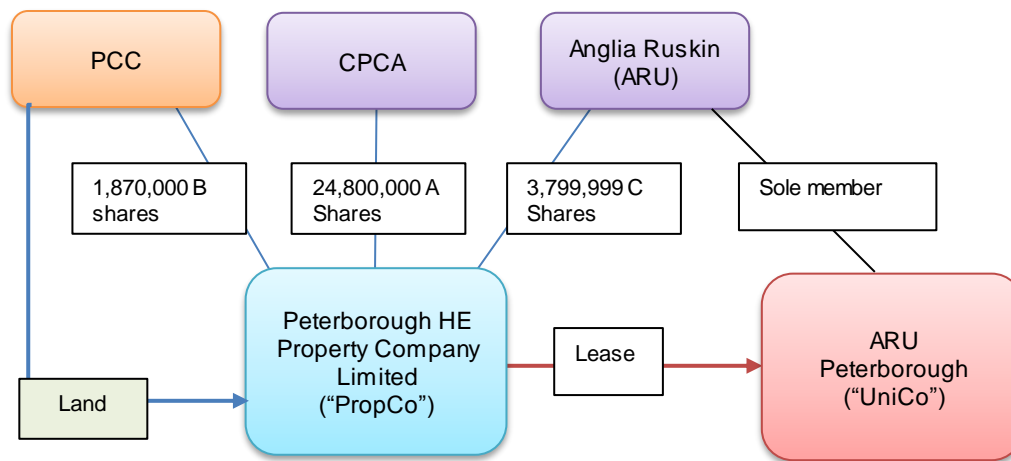 PCC
CPCA
Anglia Ruskin
(ARU)
1,870,000 B
shares
24,800,000 A
Shares
3,799,999 C
Shares
Sole member
Peterborough HE
Property Company
Limited
(“PropCo”)
Lease
ARU
Peterborough
(“UniCo”)
Land